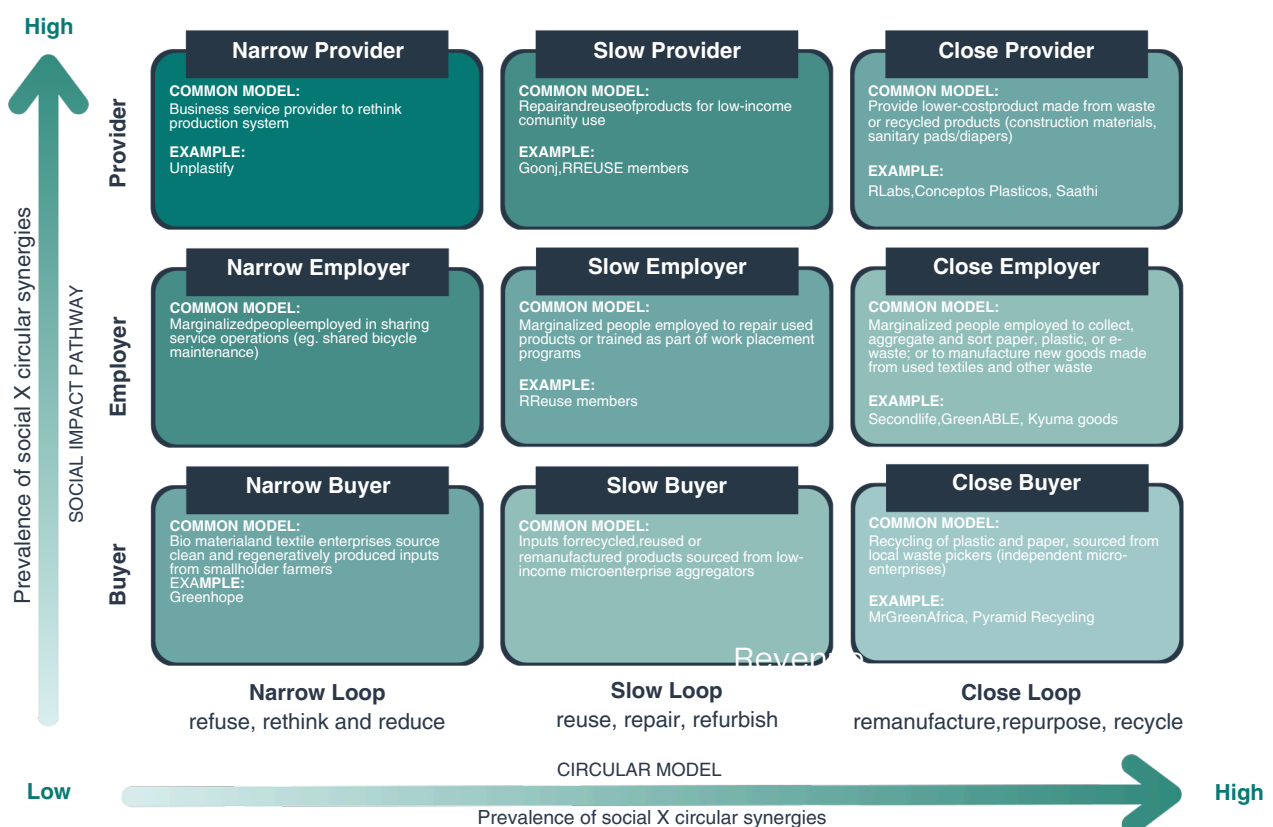 High
Prevalence of social X circular synergies
SOCIAL IMPACT PATHWAY
Provider
Narrow Provider
COMMON MODEL:
Business service provider to rethink
production system
EXAMPLE:
Unplastify
Slow Provider
COMMON MODEL:
Repairandreuseofproducts for low-income
comunity use
EXAMPLE:
Goonj,RREUSE members
Close Provider
COMMON MODEL:
Provide lower-costproduct made from waste
or recycled products (construction materials,
sanitary pads/diapers)
EXAMPLE:
RLabs,Conceptos Plasticos, Saathi
Employer
Narrow Employer
COMMON MODEL:
Marginalizedpeopleemployed in sharing
service operations (eg. shared bicycle
maintenance)
Slow Employer
COMMON MODEL:
Marginalized people employed to repair used
products or trained as part of work placement
programs
EXAMPLE:
RReuse members
Close Employer
COMMON MODEL:
Marginalized people employed to collect,
aggregate and sort paper, plastic, or e-
waste; or to manufacture new goods made
from used textiles and other waste
EXAMPLE:
Secondlife,GreenABLE, Kyuma goods
Buyer
Narrow Buyer
COMMON MODEL:
Bio materialand textile enterprises source
clean and regeneratively produced inputs
from smallholder farmers
EXAMPLE:
Greenhope
Slow Buyer
COMMON MODEL:
Inputs forrecycled,reused or
remanufactured products sourced from low-
income microenterprise aggregators
Close Buyer
COMMON MODEL:
Recycling of plastic and paper, sourced from
local waste pickers (independent micro-
enterprises)
EXAMPLE:
MrGreenAfrica, Pyramid Recycling
Revenue
Narrow Loop
refuse, rethink and reduce
Slow Loop
reuse, repair, refurbish
Close Loop
remanufacture,repurpose, recycle
Low
CIRCULAR MODEL
Prevalence of social X circular synergies
High